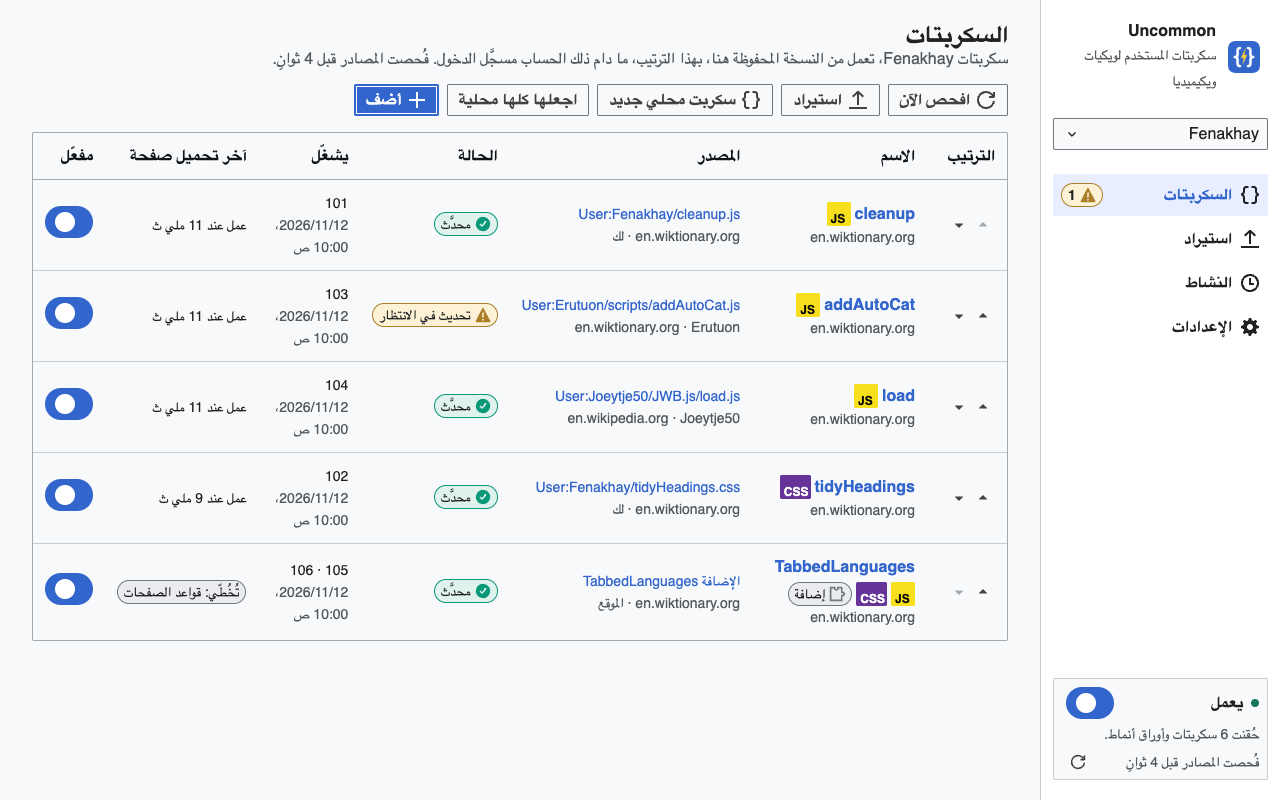 Uncommon
سكربتات المستخدم لويكيات
ويكيميديا
Fenakhay
السكربتات
1
استيراد
النشاط
الإعدادات
يعمل
حُقنت 6 سكربتات وأوراق أنماط.
فُحصت المصادر قبل 4 ثوانٍ
السكربتات
سكربتات Fenakhay، تعمل من النسخة المحفوظة هنا، بهذا الترتيب، ما دام ذلك الحساب مسجَّل الدخول. فُحصت المصادر قبل 4 ثوانٍ.
افحص الآن
استيراد
سكربت محلي جديد
اجعلها كلها محلية
أضف
الترتيب الاسم المصدر الحالة يشغّل آخر تحميل صفحة مفعّل
cleanup JS
en.wiktionary.org
User:Fenakhay/cleanup.js
en.wiktionary.org · لك
محدَّث
101
2026/11/12،
10:00 ص
عمل عند 11 ملي ث
addAutoCat JS
en.wiktionary.org
User:Erutuon/scripts/addAutoCat.js
en.wiktionary.org · Erutuon
تحديث في الانتظار
103
2026/11/12،
10:00 ص
عمل عند 11 ملي ث
load JS
en.wiktionary.org
User:Joeytje50/JWB.js/load.js
en.wikipedia.org · Joeytje50
محدَّث
104
2026/11/12،
10:00 ص
عمل عند 11 ملي ث
tidyHeadings CSS
en.wiktionary.org
User:Fenakhay/tidyHeadings.css
en.wiktionary.org · لك
محدَّث
102
2026/11/12،
10:00 ص
عمل عند 9 ملي ث
TabbedLanguages
JS CSS إضافة
en.wiktionary.org
الإضافة TabbedLanguages
en.wiktionary.org · الموقع
محدَّث
105 · 106
2026/11/12،
10:00 ص
تُخُطّي: قواعد الصفحات